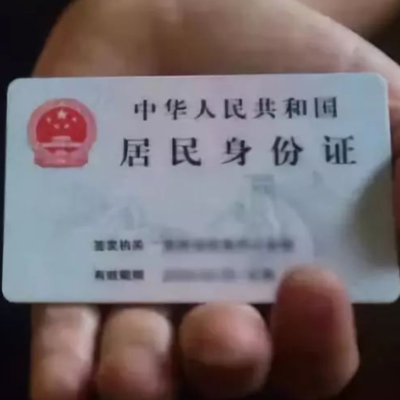 中华人民共和国
居民身份证
签发机关
有效期限